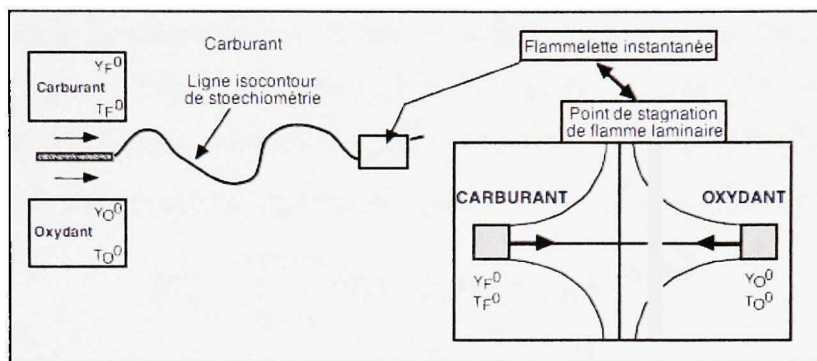 Carburant
Y_F^0
Carburant
T_F^0
Ligne isocontour
de stoechiométrie
Y_O^0
Oxydant
T_O^0
Flammelette instantanée
Point de stagnation
de flamme laminaire
CARBURANT
OXYDANT
Y_F^0
T_F^0
Y_O^0
T_O^0